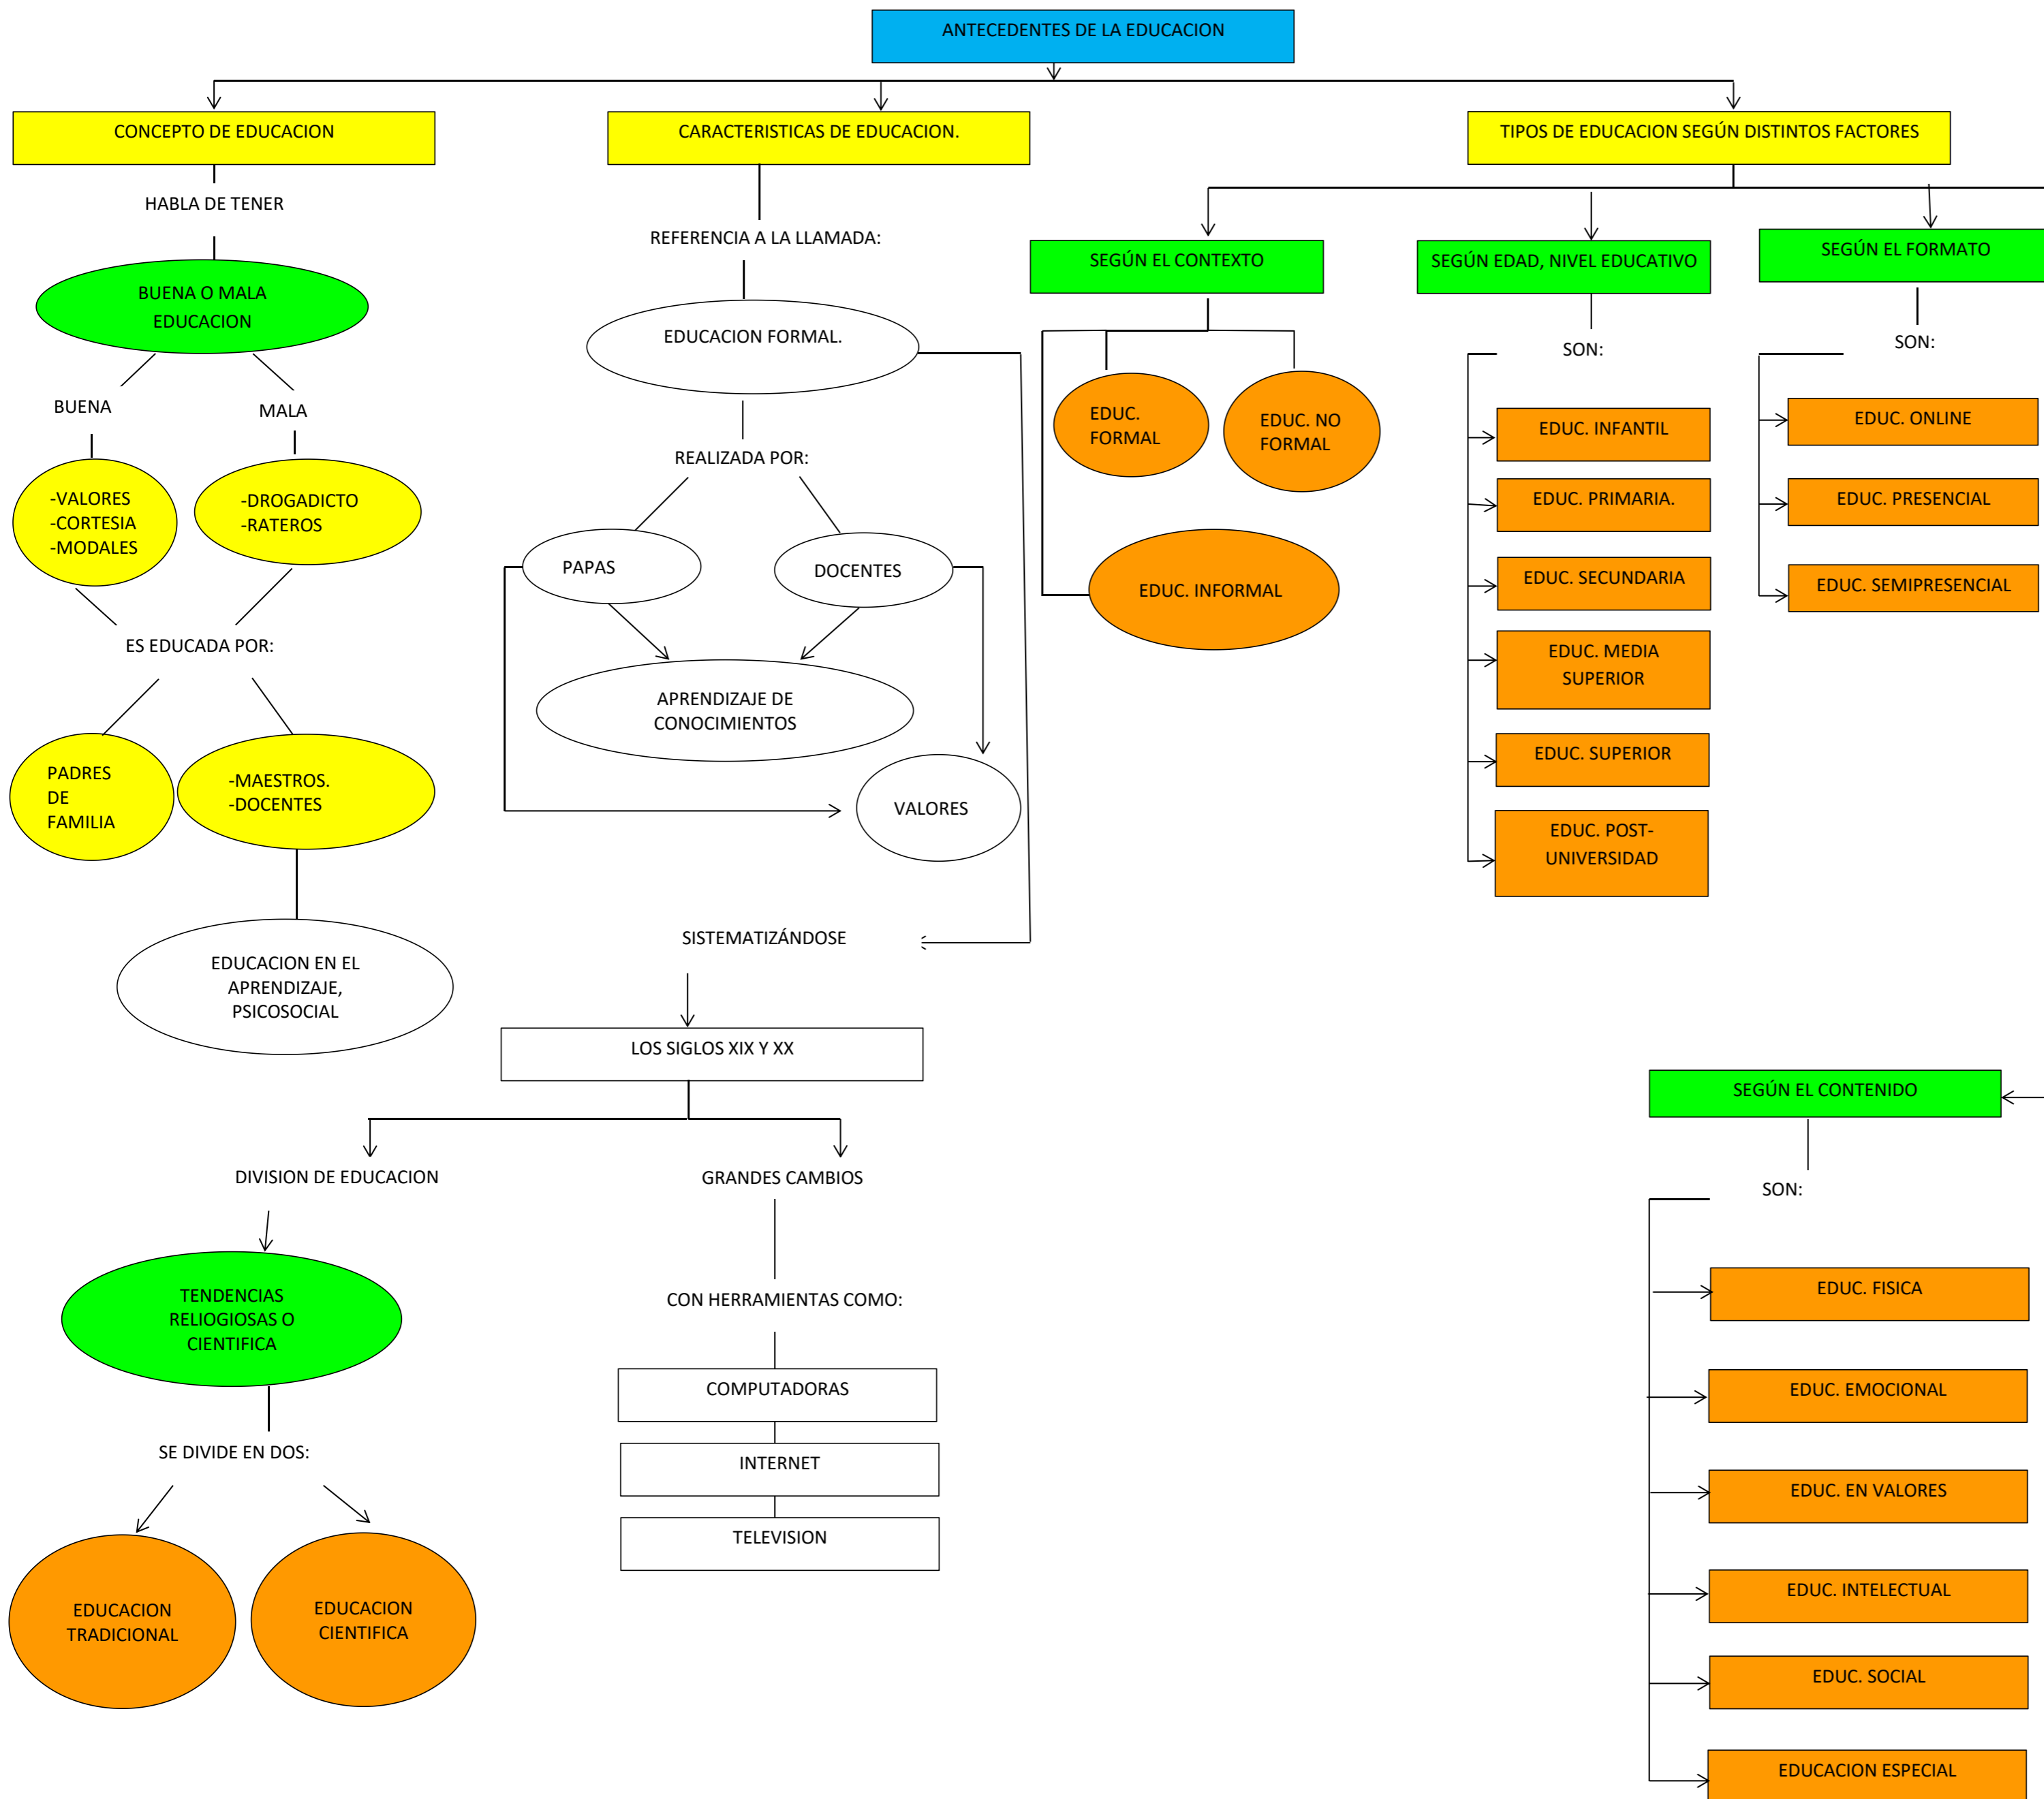 ANTECEDENTES DE LA EDUCACION
CONCEPTO DE EDUCACION
HABLA DE TENER
BUENA O MALA
EDUCACION
BUENA
MALA
-VALORES
-CORTESIA
-MODALES
-DROGADICTO
-RATEROS
ES EDUCADA POR:
PADRES
DE
FAMILIA
-MAESTROS.
-DOCENTES
EDUCACION EN EL
APRENDIZAJE,
PSICOSOCIAL
CARACTERISTICAS DE EDUCACION.
REFERENCIA A LA LLAMADA:
EDUCACION FORMAL.
REALIZADA POR:
PAPAS
DOCENTES
APRENDIZAJE DE
CONOCIMIENTOS
VALORES
SISTEMATIZÁNDOSE
LOS SIGLOS XIX Y XX
DIVISION DE EDUCACION
TENDENCIAS
RELIOGIOSAS O
CIENTIFICA
SE DIVIDE EN DOS:
EDUCACION
TRADICIONAL
EDUCACION
CIENTIFICA
GRANDES CAMBIOS
CON HERRAMIENTAS COMO:
COMPUTADORAS
INTERNET
TELEVISION
TIPOS DE EDUCACION SEGÚN DISTINTOS FACTORES
SEGÚN EL CONTEXTO
EDUC.
FORMAL
EDUC. NO
FORMAL
EDUC. INFORMAL
SEGÚN EDAD, NIVEL EDUCATIVO
SON:
EDUC. INFANTIL
EDUC. PRIMARIA.
EDUC. SECUNDARIA
EDUC. MEDIA
SUPERIOR
EDUC. SUPERIOR
EDUC. POST-
UNIVERSIDAD
SEGÚN EL FORMATO
SON:
EDUC. ONLINE
EDUC. PRESENCIAL
EDUC. SEMIPRESENCIAL
SEGÚN EL CONTENIDO
SON:
EDUC. FISICA
EDUC. EMOCIONAL
EDUC. EN VALORES
EDUC. INTELECTUAL
EDUC. SOCIAL
EDUCACION ESPECIAL